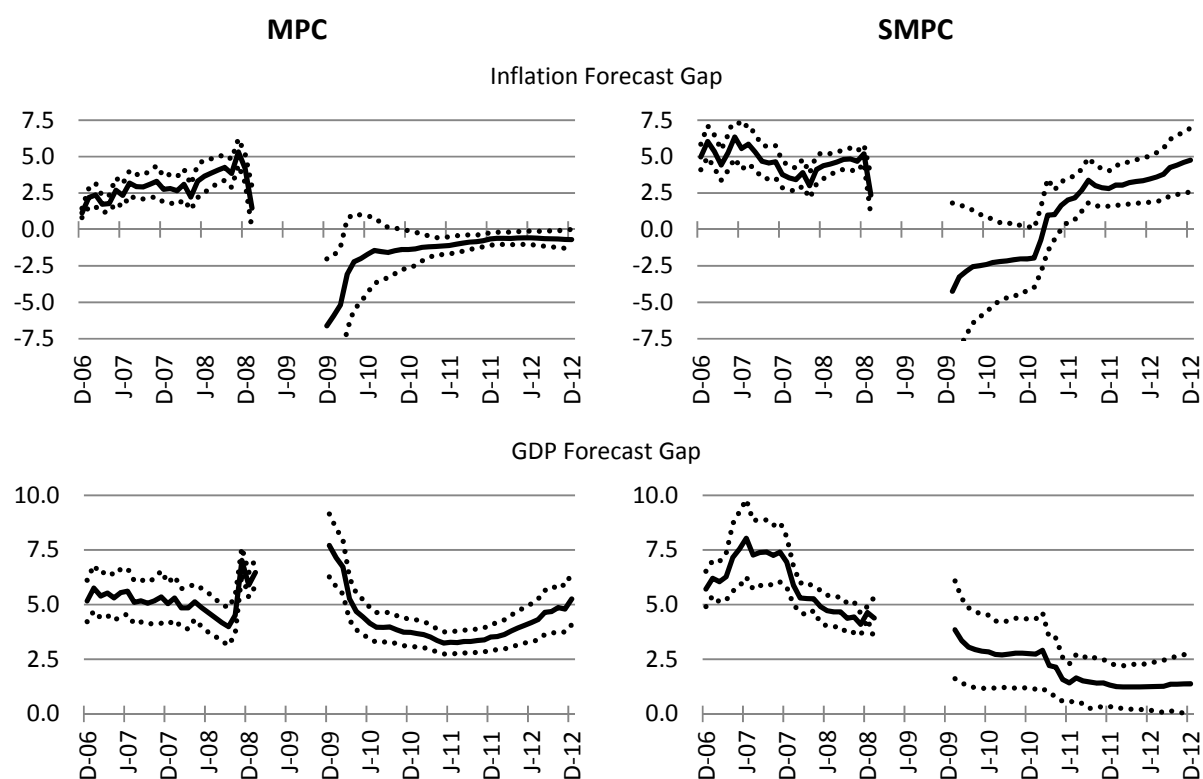 MPC
SMPC
Inflation Forecast Gap
7.5
5.0
2.5
0.0
-2.5
-5.0
-7.5
D-06
J-07
D-07
J-08
D-08
J-09
D-09
J-10
D-10
J-11
D-11
J-12
D-12
7.5
5.0
2.5
0.0
-2.5
-5.0
-7.5
D-06
J-07
D-07
J-08
D-08
J-09
D-09
J-10
D-10
J-11
D-11
J-12
D-12
GDP Forecast Gap
10.0
7.5
5.0
2.5
0.0
D-06
J-07
D-07
J-08
D-08
J-09
D-09
J-10
D-10
J-11
D-11
J-12
D-12
10.0
7.5
5.0
2.5
0.0
D-06
J-07
D-07
J-08
D-08
J-09
D-09
J-10
D-10
J-11
D-11
J-12
D-12